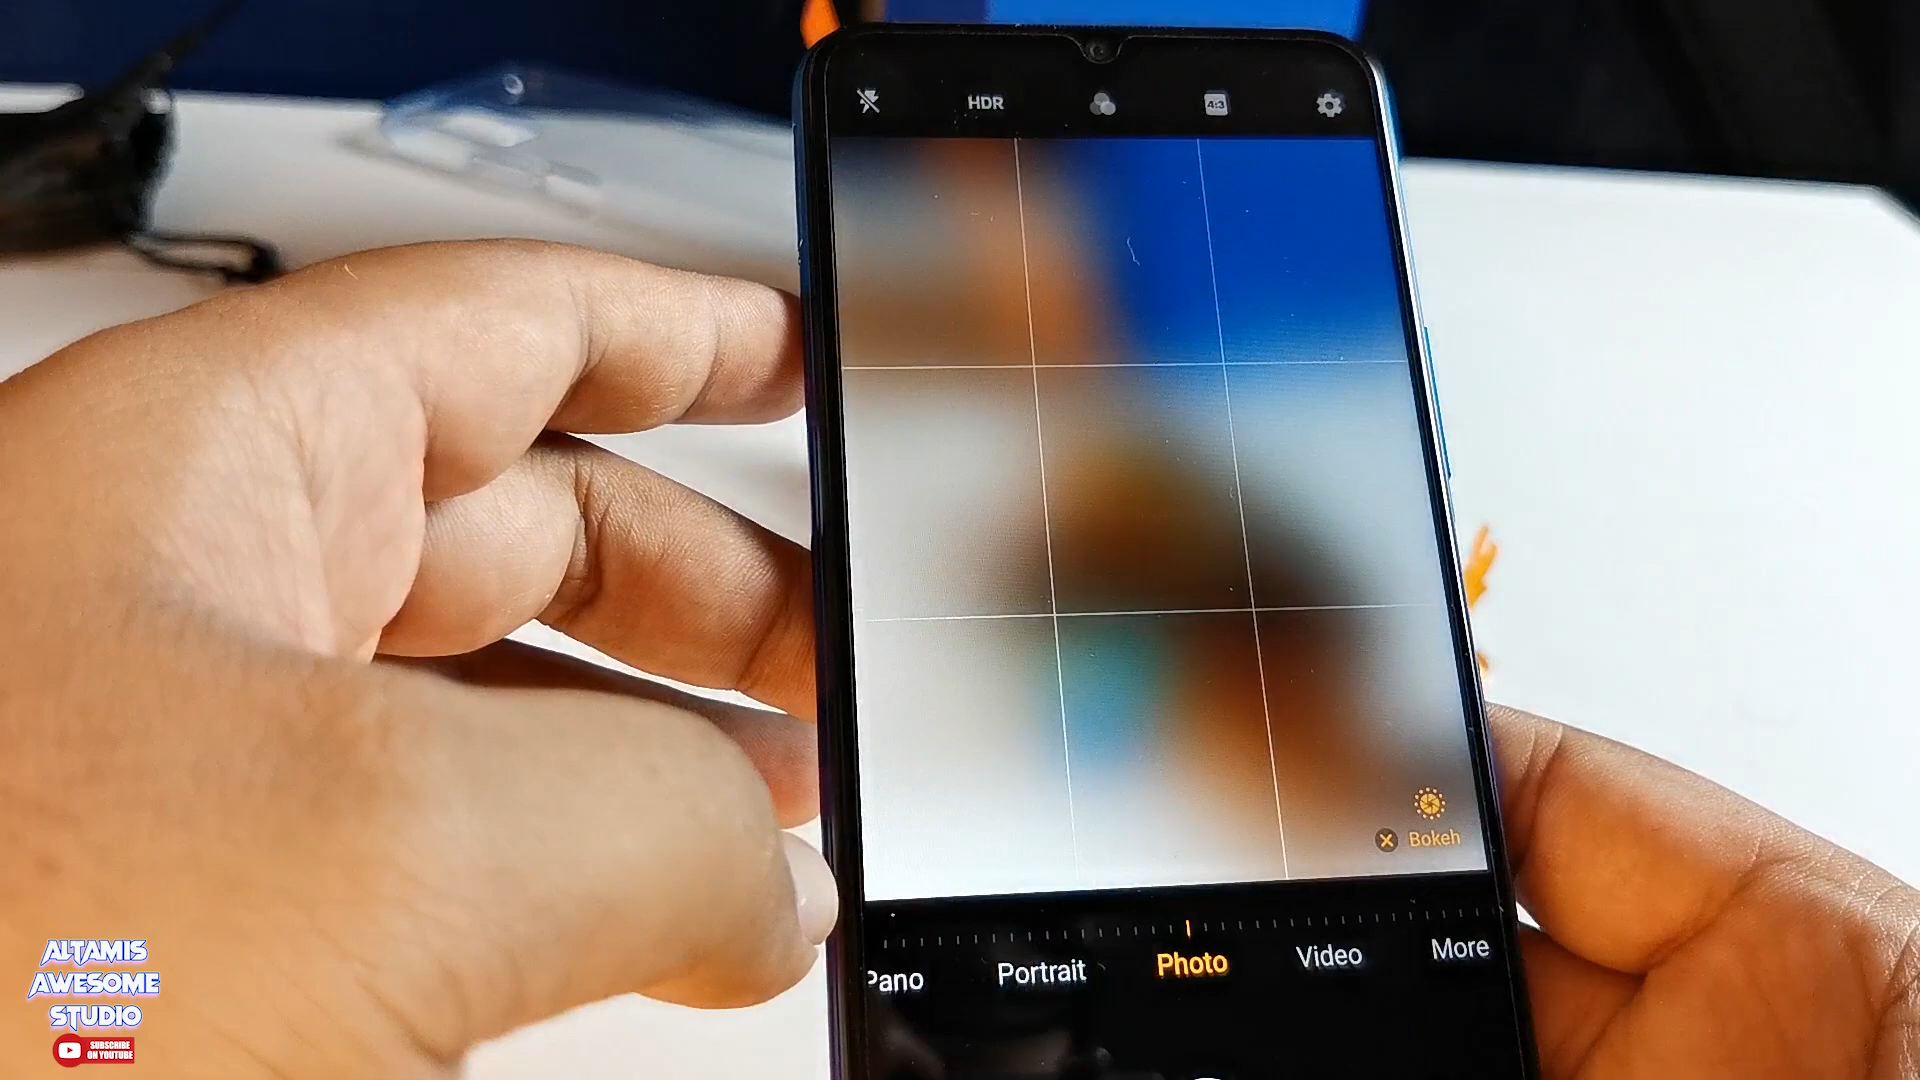 HDR
4:3
Bokeh
Pano
Portrait
Photo
Video
More
ALTAMIS
AWESOME
STUDIO
SUBSCRIBE
ON YOUTUBE